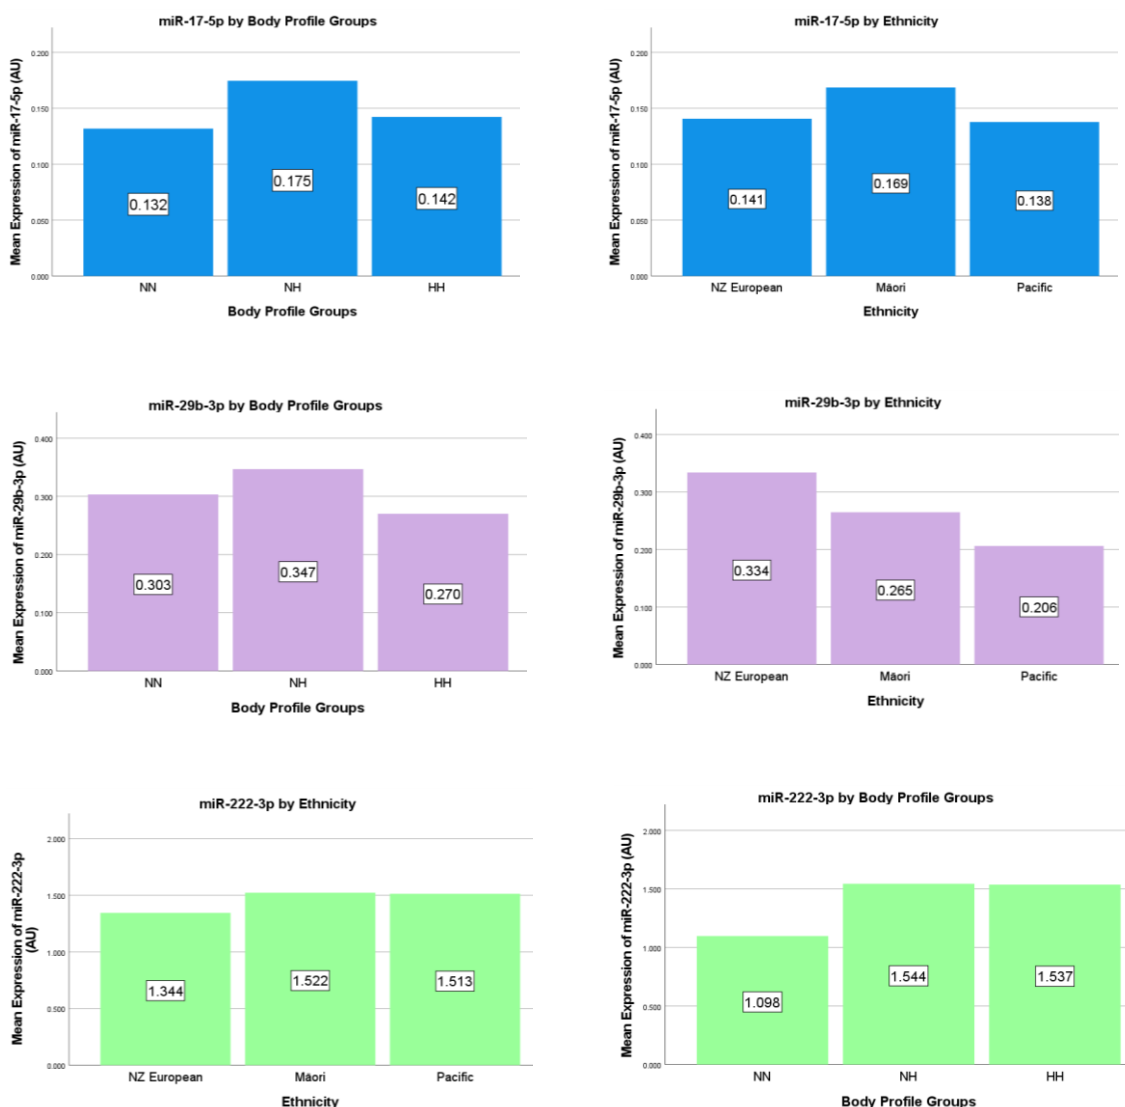 miR-17-5p by Body Profile Groups
Mean Expression of miR-17-5p (AU)
0.200
0.150
0.100
0.050
0.000
0.132
0.175
0.142
NN
NH
HH
Body Profile Groups
miR-17-5p by Ethnicity
Mean Expression of miR-17-5p (AU)
0.200
0.150
0.100
0.050
0.000
0.141
0.169
0.138
NZ European
Māori
Pacific
Ethnicity
miR-29b-3p by Body Profile Groups
Mean Expression of miR-29b-3p (AU)
0.400
0.300
0.200
0.100
0.000
0.303
0.347
0.270
NN
NH
HH
Body Profile Groups
miR-29b-3p by Ethnicity
Mean Expression of miR-29b-3p (AU)
0.400
0.300
0.200
0.100
0.000
0.334
0.265
0.206
NZ European
Māori
Pacific
Ethnicity
miR-222-3p by Ethnicity
Mean Expression of miR-222-3p
(AU)
2.000
1.500
1.000
0.500
0.000
1.344
1.522
1.513
NZ European
Māori
Pacific
Ethnicity
miR-222-3p by Body Profile Groups
Mean Expression of miR-222-3p (AU)
2.000
1.500
1.000
0.500
0.000
1.098
1.544
1.537
NN
NH
HH
Body Profile Groups